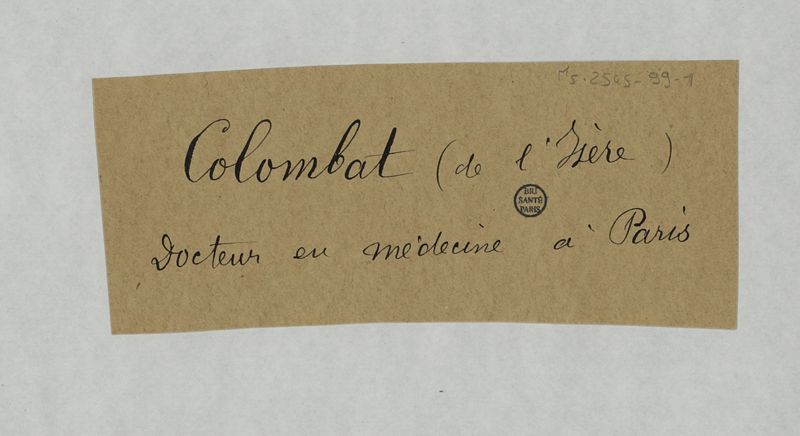 Ms. 2545-99-1
Colombat (de l'Isère)
BIU
SANTÉ
PARIS
Docteur en médecine à Paris